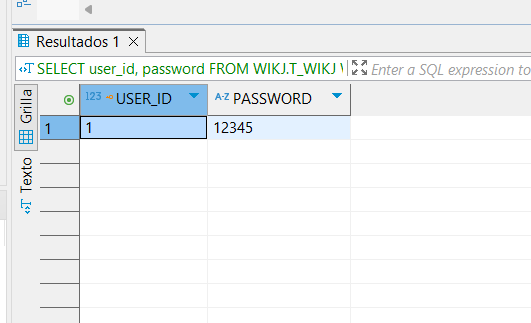 Resultados 1
SELECT user_id, password FROM WIKJ.T_WIKJ
Enter a SQL expression to
Grilla
Texto
123 USER_ID
A-Z PASSWORD
1
1
12345